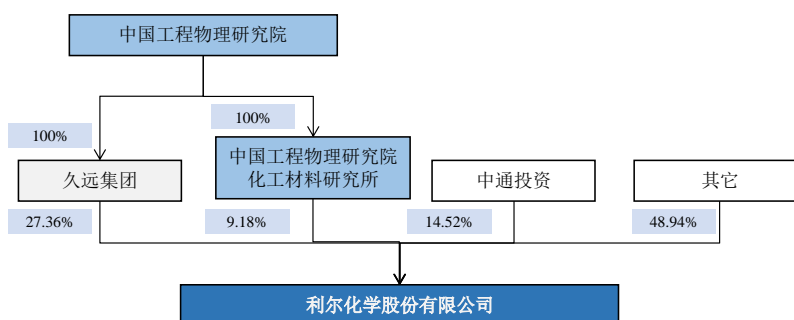 中国工程物理研究院
100%
100%
久远集团
中国工程物理研究院
化工材料研究所
中通投资
其它
27.36%
9.18%
14.52%
48.94%
利尔化学股份有限公司